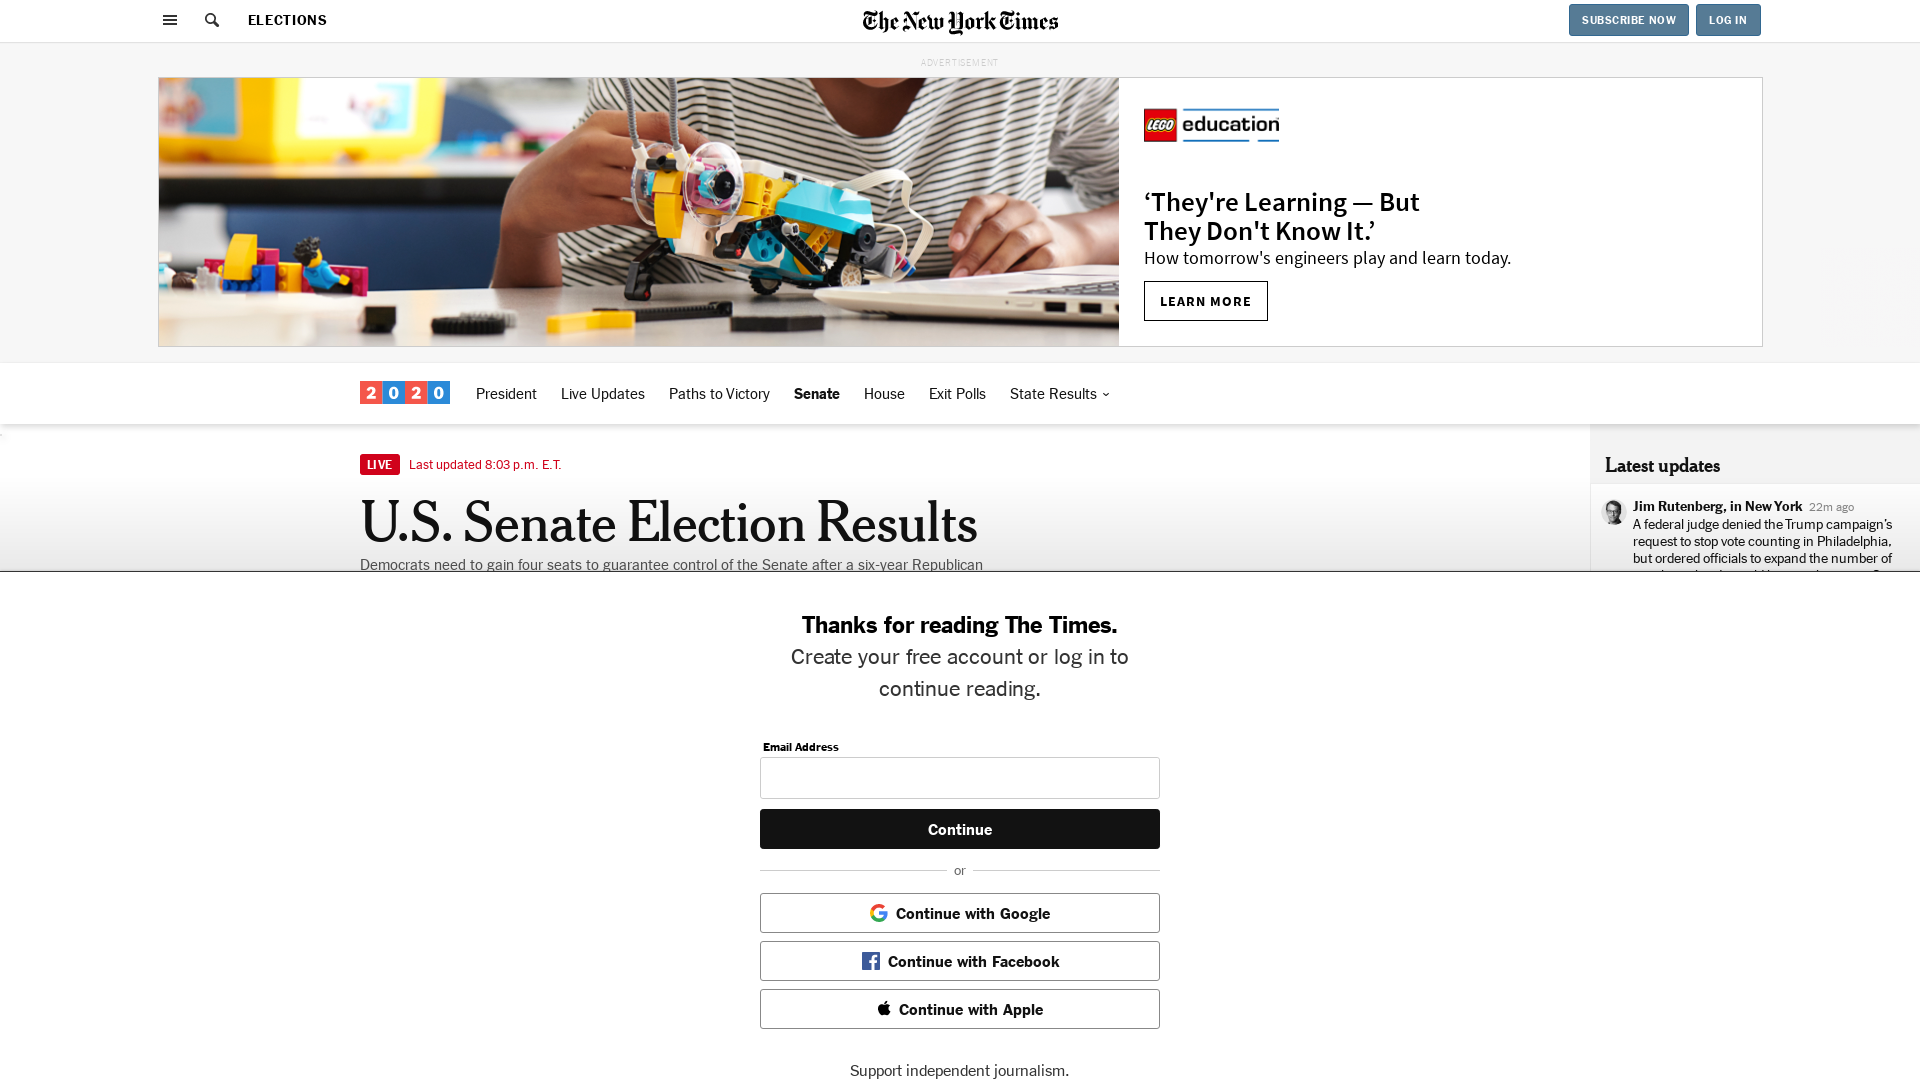 ELECTIONS
The New York Times
SUBSCRIBE NOW
LOG IN
ADVERTISEMENT
LEGO education
‘They're Learning — But
They Don't Know It.’
How tomorrow's engineers play and learn today.
LEARN MORE
2020
President
Live Updates
Paths to Victory
Senate
House
Exit Polls
State Results
LIVE
Last updated 8:03 p.m. E.T.
U.S. Senate Election Results
Democrats need to gain four seats to guarantee control of the Senate after a six-year Republican
Latest updates
Jim Rutenberg, in New York 22m ago
A federal judge denied the Trump campaign’s
request to stop vote counting in Philadelphia,
but ordered officials to expand the number of
Thanks for reading The Times.
Create your free account or log in to
continue reading.
Email Address
Continue
or
Continue with Google
Continue with Facebook
Continue with Apple
Support independent journalism.